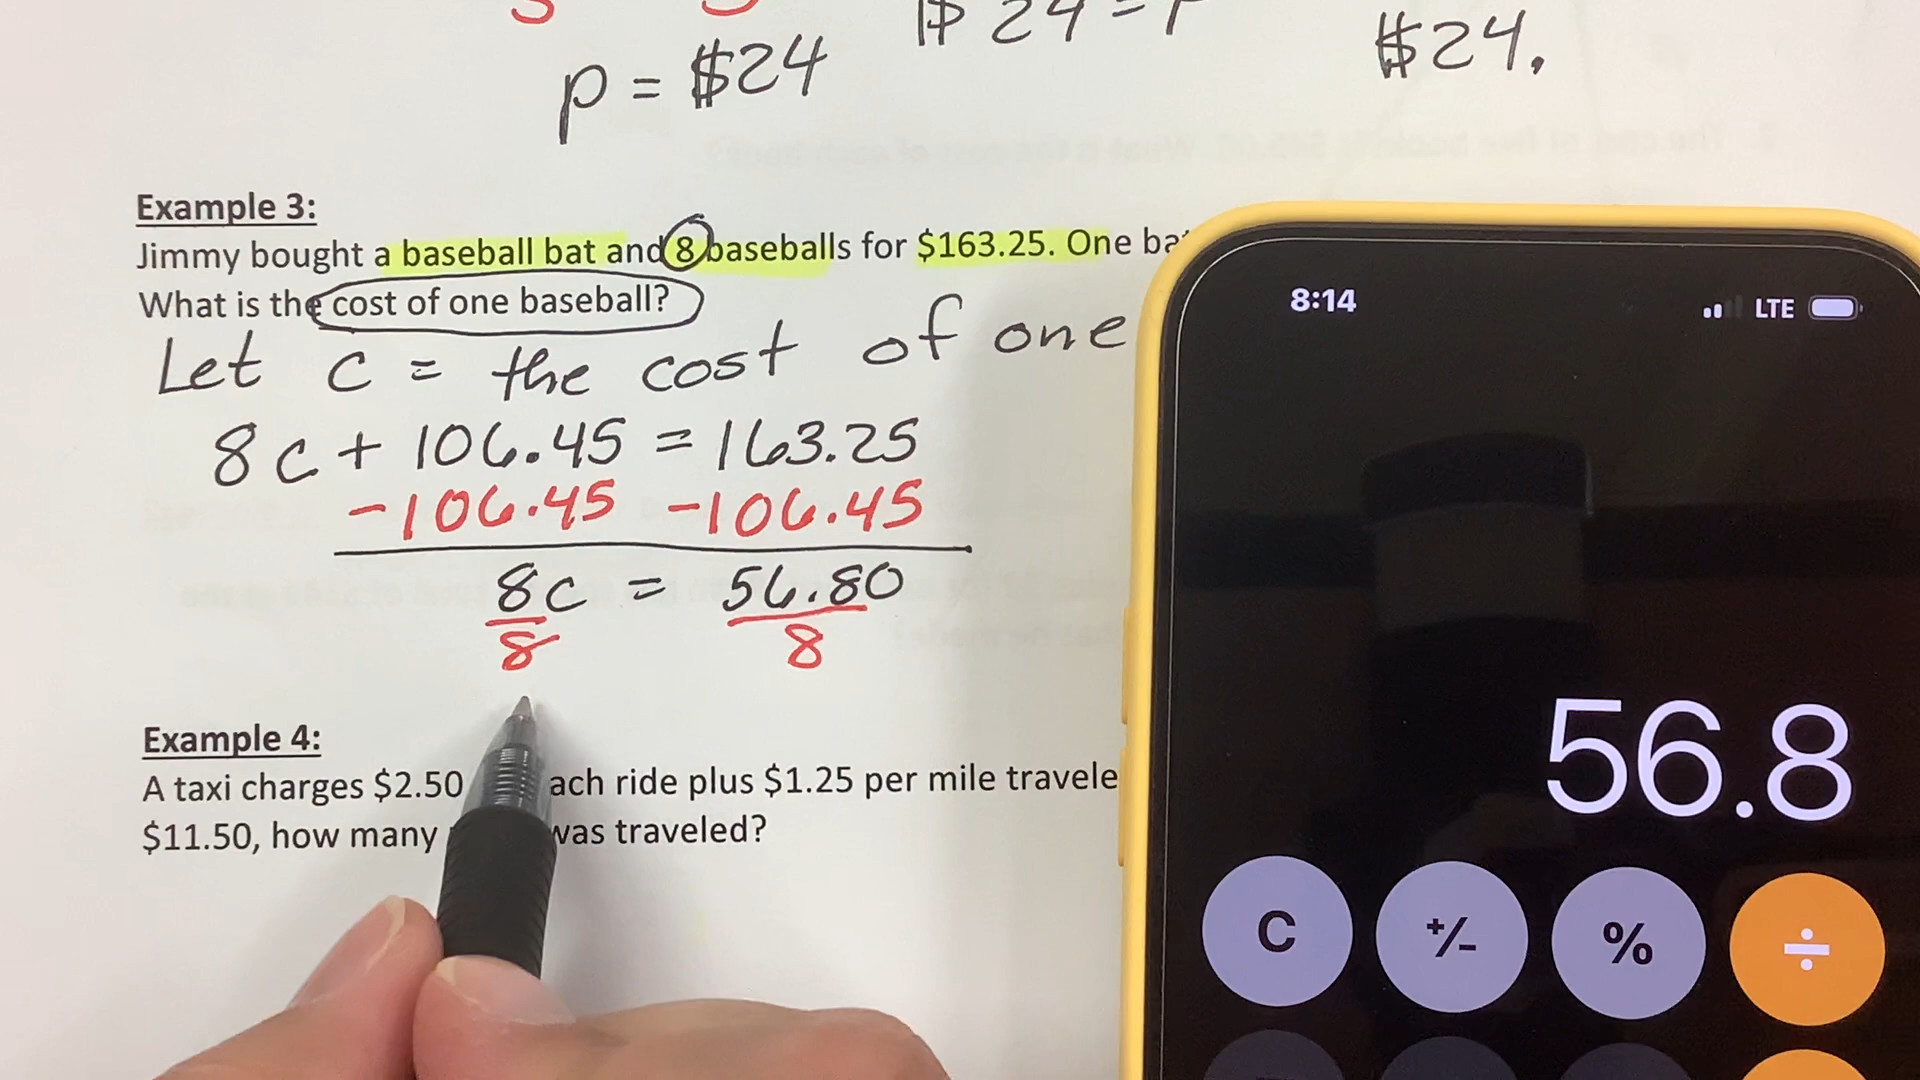 $24 =
p = $24
$24.
Example 3:
Jimmy bought a baseball bat and 8 baseballs for $163.25. One
What is the cost of one baseball?
Let c = the cost of one
8c + 106.45 = 163.25
-106.45 -106.45
8c = 56.80
8 8
Example 4:
A taxi charges $2.50 ride plus $1.25 per mile
$11.50, how many was traveled?
8:14
LTE
56.8
C +/- % ÷